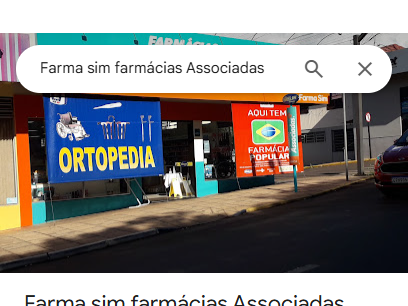 FARMÁCIAS
Farma sim farmácias Associadas
Farma Sim
ORTOPEDIA
AQUI TEM
FARMÁCIA
POPULAR
Farma sim farmácias Associadas